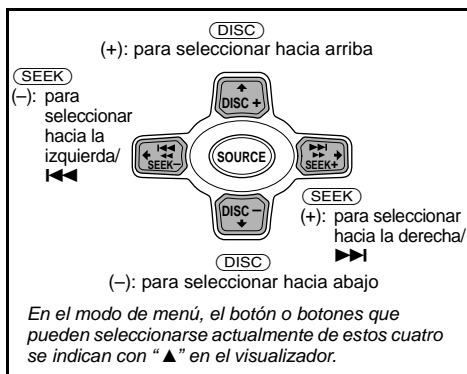 DISC
(+): para seleccionar hacia arriba
SEEK
(–): para
seleccionar
hacia la
izquierda/
⏮
DISC +
SEEK–
SOURCE
SEEK+
DISC –
SEEK
(+): para seleccionar
hacia la derecha/
⏭
DISC
(–): para seleccionar hacia abajo
En el modo de menú, el botón o botones que
pueden seleccionarse actualmente de estos cuatro
se indican con “ ▲” en el visualizador.